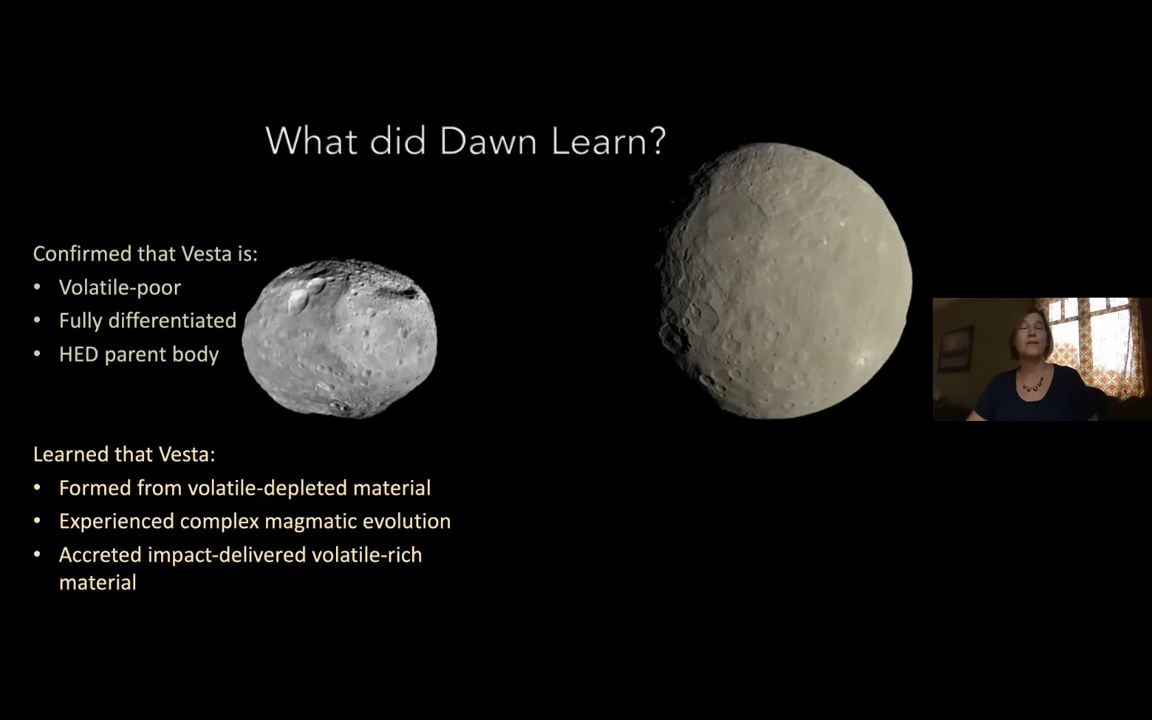 What did Dawn Learn?
Confirmed that Vesta is:
• Volatile-poor
• Fully differentiated
• HED parent body
Learned that Vesta:
• Formed from volatile-depleted material
• Experienced complex magmatic evolution
• Accreted impact-delivered volatile-rich
material